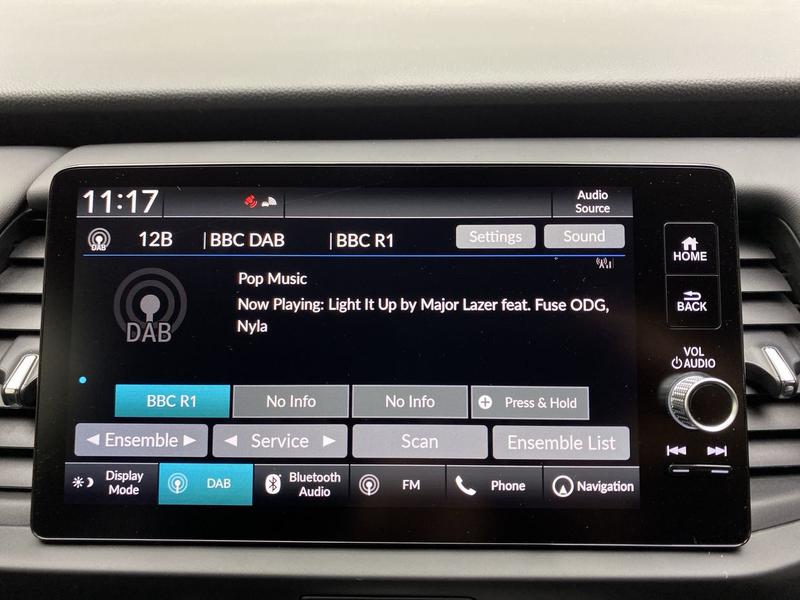 11:17
Audio
Source
DAB
12B |BBC DAB |BBC R1 Settings Sound
HOME
Pop Music
Now Playing: Light It Up by Major Lazer feat. Fuse ODG,
Nyla
DAB
BACK
VOL
AUDIO
BBC R1 No Info No Info Press & Hold
Ensemble Service Scan Ensemble List
Display
Mode
DAB
Bluetooth
Audio
FM
Phone
Navigation